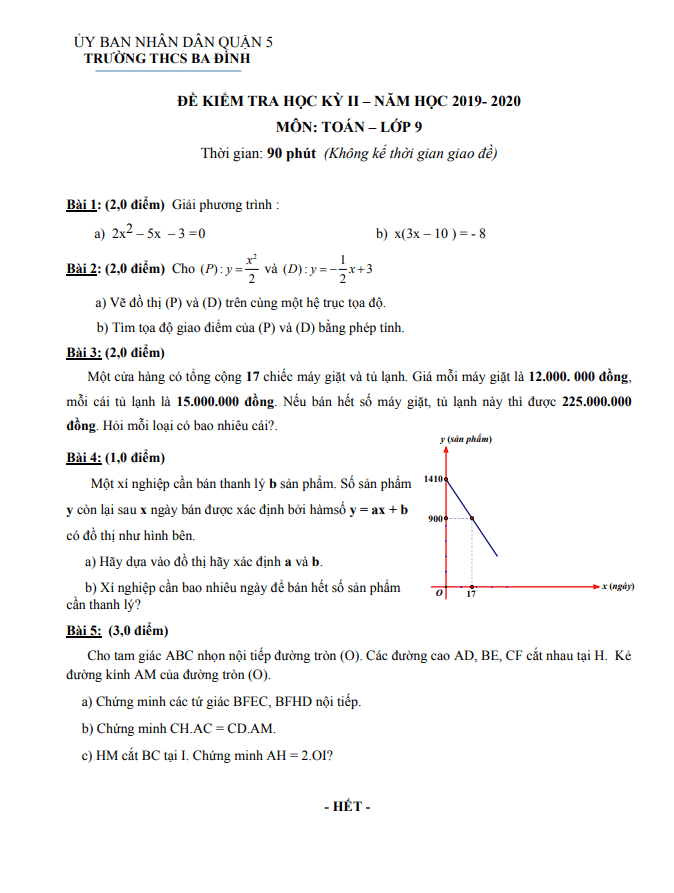 ỦY BAN NHÂN DÂN QUẬN 5
TRƯỜNG THCS BA ĐÌNH
ĐỀ KIỂM TRA HỌC KỲ II – NĂM HỌC 2019- 2020
MÔN: TOÁN – LỚP 9
Thời gian: 90 phút (Không kể thời gian giao đề)
Bài 1: (2,0 điểm) Giải phương trình :
a) 2x² – 5x – 3 =0 b) x(3x – 10 ) = - 8
Bài 2: (2,0 điểm) Cho (P): y = x²/2 và (D): y = –1/2 x + 3
a) Vẽ đồ thị (P) và (D) trên cùng một hệ trục tọa độ.
b) Tìm tọa độ giao điểm của (P) và (D) bằng phép tính.
Bài 3: (2,0 điểm)
Một cửa hàng có tổng cộng 17 chiếc máy giặt và tủ lạnh. Giá mỗi máy giặt là 12.000. 000 đồng,
mỗi cái tủ lạnh là 15.000.000 đồng. Nếu bán hết số máy giặt, tủ lạnh này thì được 225.000.000
đồng. Hỏi mỗi loại có bao nhiêu cái?.
Bài 4: (1,0 điểm)
Một xí nghiệp cần bán thanh lý b sản phẩm. Số sản phẩm
y còn lại sau x ngày bán được xác định bởi hàmsố y = ax + b
có đồ thị như hình bên.
a) Hãy dựa vào đồ thị hãy xác định a và b.
b) Xí nghiệp cần bao nhiêu ngày để bán hết số sản phẩm
cần thanh lý?
y (sản phẩm)
1410
900
O 17
x (ngày)
Bài 5: (3,0 điểm)
Cho tam giác ABC nhọn nội tiếp đường tròn (O). Các đường cao AD, BE, CF cắt nhau tại H. Kẻ
đường kính AM của đường tròn (O).
a) Chứng minh các tứ giác BFEC, BFHD nội tiếp.
b) Chứng minh CH.AC = CD.AM.
c) HM cắt BC tại I. Chứng minh AH = 2.OI?
- HẾT -